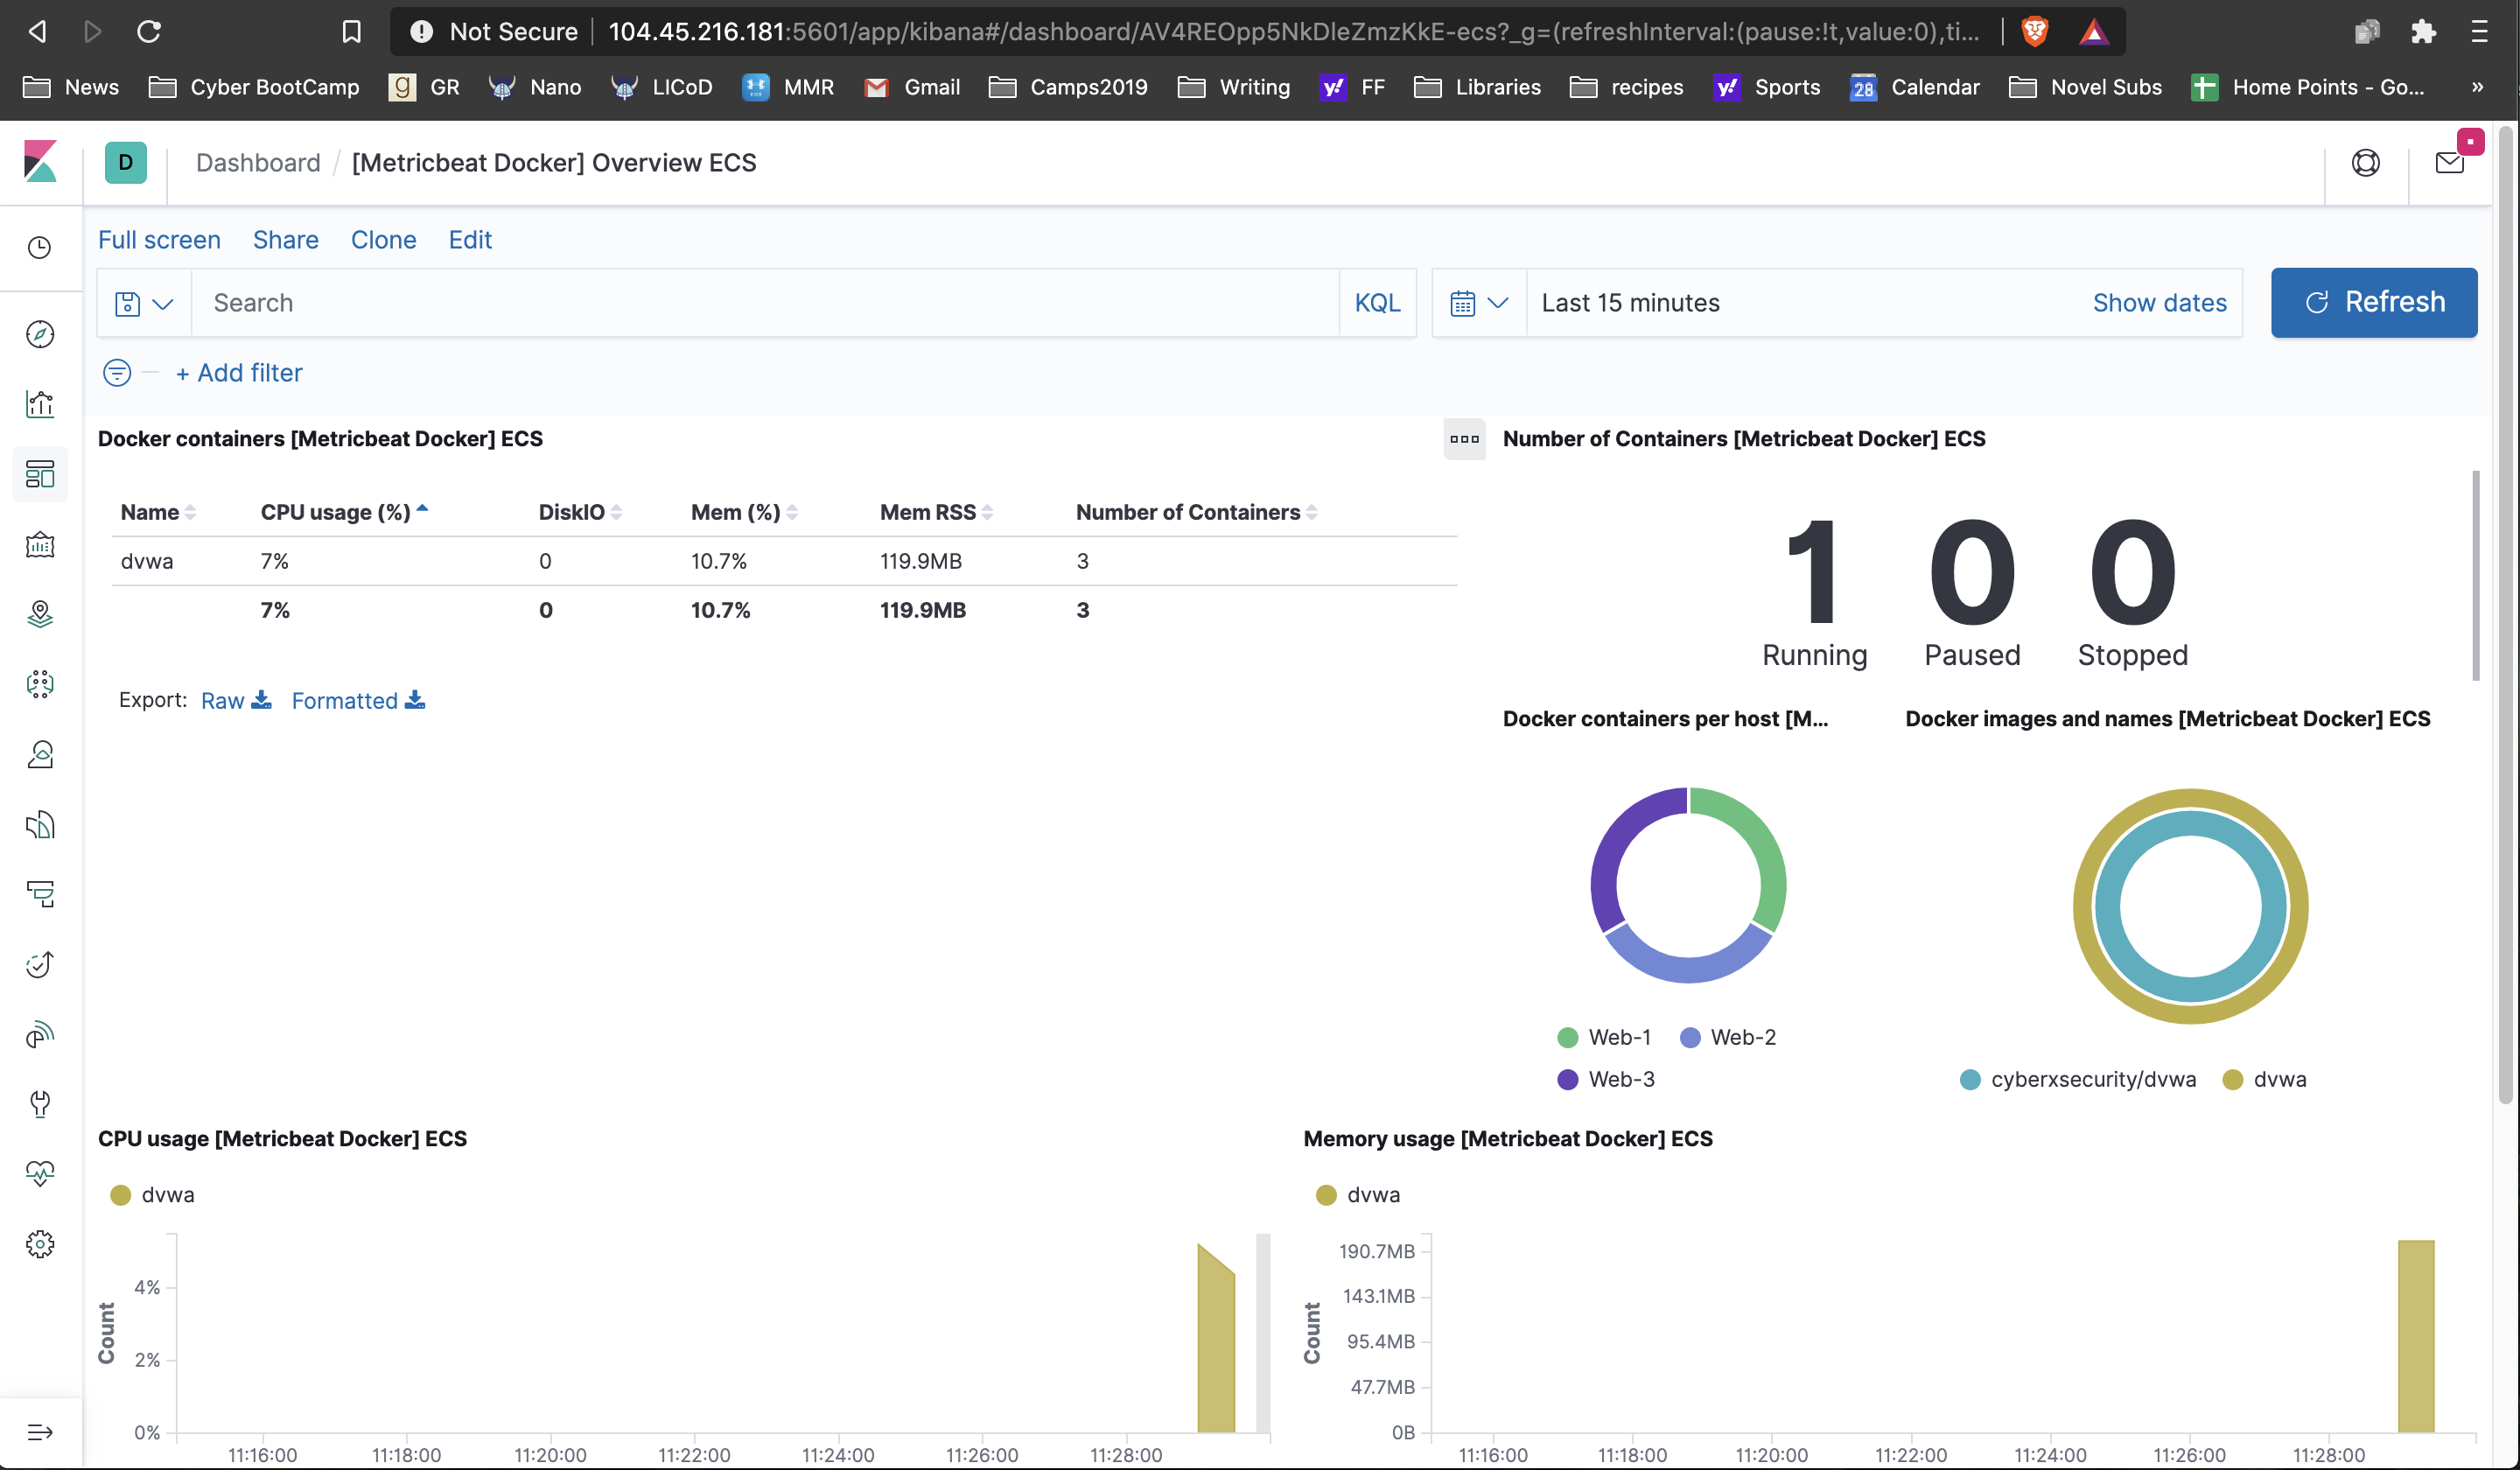 Not Secure 104.45.216.181:5601/app/kibana#/dashboard/AV4REOpp5NkDleZmzKkE-ecs?_g=(refreshInterval:(pause:!t,value:0),ti...
News Cyber BootCamp GR Nano LICoD MMR Gmail Camps2019 Writing FF Libraries recipes Sports 28 Calendar Novel Subs Home Points - Go... »
D Dashboard / [Metricbeat Docker] Overview ECS
Full screen Share Clone Edit
Search KQL Last 15 minutes Show dates Refresh
+ Add filter
Docker containers [Metricbeat Docker] ECS
Name CPU usage (%) DiskIO Mem (%) Mem RSS Number of Containers
dvwa 7% 0 10.7% 119.9MB 3
7% 0 10.7% 119.9MB 3
Export: Raw Formatted
Number of Containers [Metricbeat Docker] ECS
1 0 0
Running Paused Stopped
Docker containers per host [M...
Web-1 Web-2
Web-3
Docker images and names [Metricbeat Docker] ECS
cyberxsecurity/dvwa dvwa
CPU usage [Metricbeat Docker] ECS
dvwa
Count
4%
2%
0%
11:16:00 11:18:00 11:20:00 11:22:00 11:24:00 11:26:00 11:28:00
Memory usage [Metricbeat Docker] ECS
dvwa
Count
190.7MB
143.1MB
95.4MB
47.7MB
0B
11:16:00 11:18:00 11:20:00 11:22:00 11:24:00 11:26:00 11:28:00